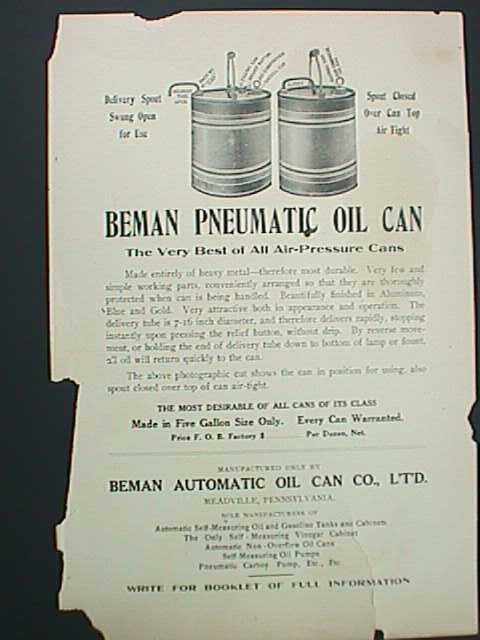 Delivery Spout
Swung Open
for Use
Spout Closed
Over Can Top
Air Tight
BEMAN PNEUMATIC OIL CAN
The Very Best of All Air-Pressure Cans
Made entirely of heavy metal—therefore most durable. Very few and
simple working parts, conveniently arranged so that they are thoroughly
protected when can is being handled. Beautifully finished in Aluminum,
Blue and Gold. Very attractive both in appearance and operation. The
delivery tube is 7-16 inch diameter, and therefore delivers rapidly, stopping
instantly upon pressing the relief button, without drip. By reverse move-
ment, or holding the end of delivery tube down to bottom of lamp or fount,
oil will return quickly to the can.
The above photographic cut shows the can in position for using, also
spout closed over top of can air-tight.
THE MOST DESIRABLE OF ALL CANS OF ITS CLASS
Made in Five Gallon Size Only. Every Can Warranted.
Price F. O. B. Factory $ Per Dozen, Net.
MANUFACTURED ONLY BY
BEMAN AUTOMATIC OIL CAN CO., L'T'D.
MEADVILLE, PENNSYLVANIA.
SOLE MANUFACTURERS OF
Automatic Self-Measuring Oil and Gasoline Tanks and Cabinets
The Only Self-Measuring Vinegar Cabinet
Automatic Non-Overflow Oil Cans
Self Measuring Oil Pumps
Pneumatic Carboy Pump, Etc., Etc
WRITE FOR BOOKLET OF FULL INFORMATION